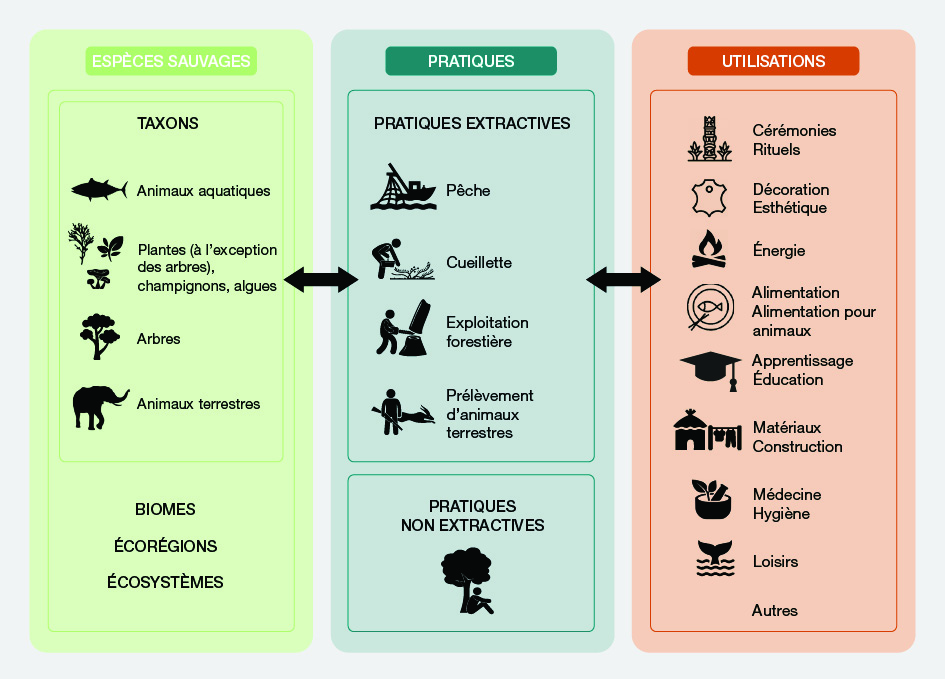 ESPÈCES SAUVAGES
TAXONS
Animaux aquatiques
Plantes (à l'exception
des arbres),
champignons, algues
Arbres
Animaux terrestres
BIOMES
ÉCORÉGIONS
ÉCOSYSTÈMES
PRATIQUES
PRATIQUES EXTRACTIVES
Pêche
Cueillette
Exploitation
forestière
Prélèvement
d'animaux
terrestres
PRATIQUES
NON EXTRACTIVES
UTILISATIONS
Cérémonies
Rituels
Décoration
Esthétique
Énergie
Alimentation
Alimentation pour
animaux
Apprentissage
Éducation
Matériaux
Construction
Médecine
Hygiène
Loisirs
Autres